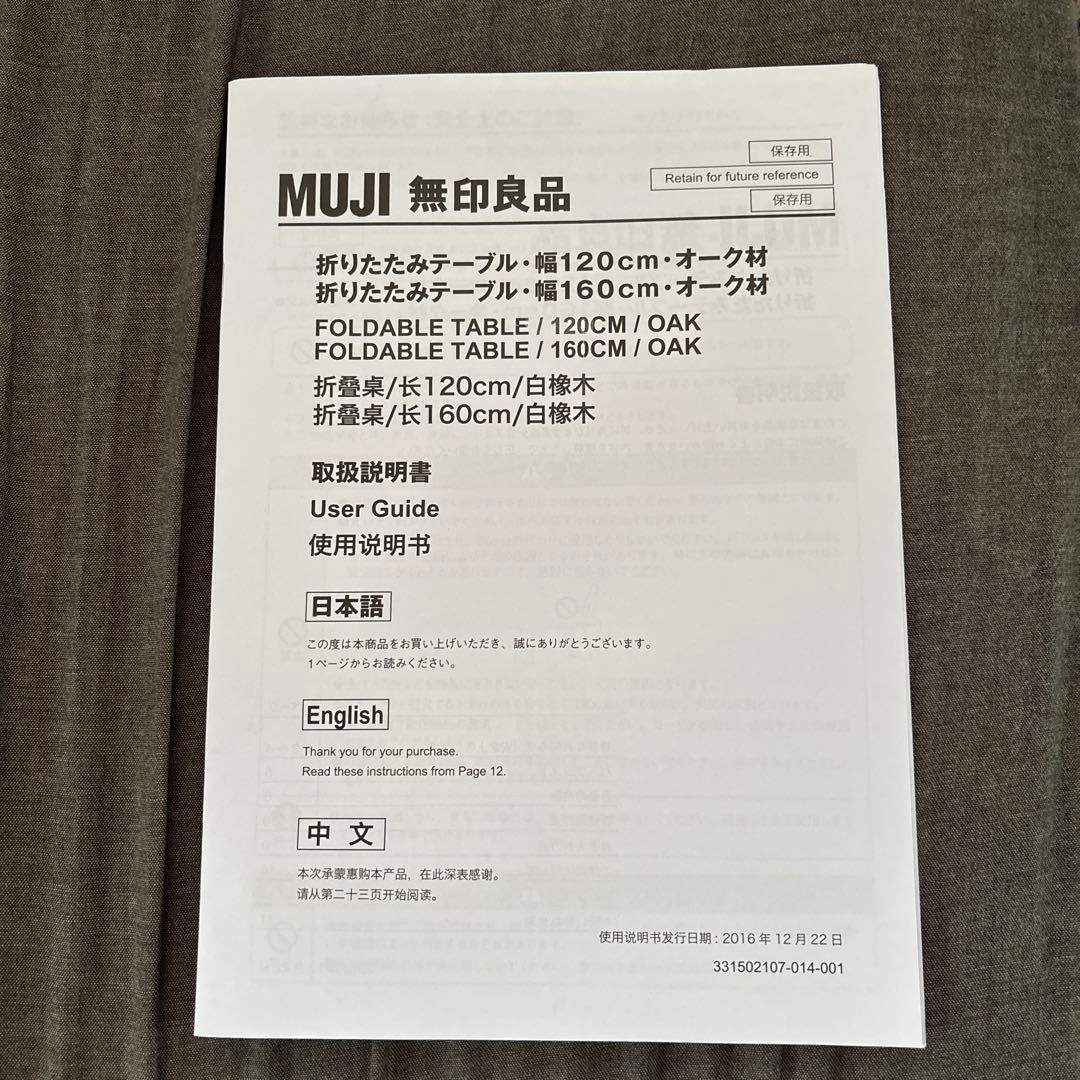 保存用
Retain for future reference
保存用
MUJI 無印良品
折りたたみテーブル・幅120cm・オーク材
折りたたみテーブル・幅160cm・オーク材
FOLDABLE TABLE / 120CM / OAK
FOLDABLE TABLE / 160CM / OAK
折叠桌/长120cm/白橡木
折叠桌/长160cm/白橡木
取扱説明書
User Guide
使用说明书
日本語
この度は本商品をお買い上げいただき、誠にありがとうございます。
1ページからお読みください。
English
Thank you for your purchase.
Read these instructions from Page 12.
中 文
本次承蒙惠购本产品，在此深表感谢。
请从第二十三页开始阅读。
使用说明书发行日期 : 2016 年 12 月 22 日
331502107-014-001